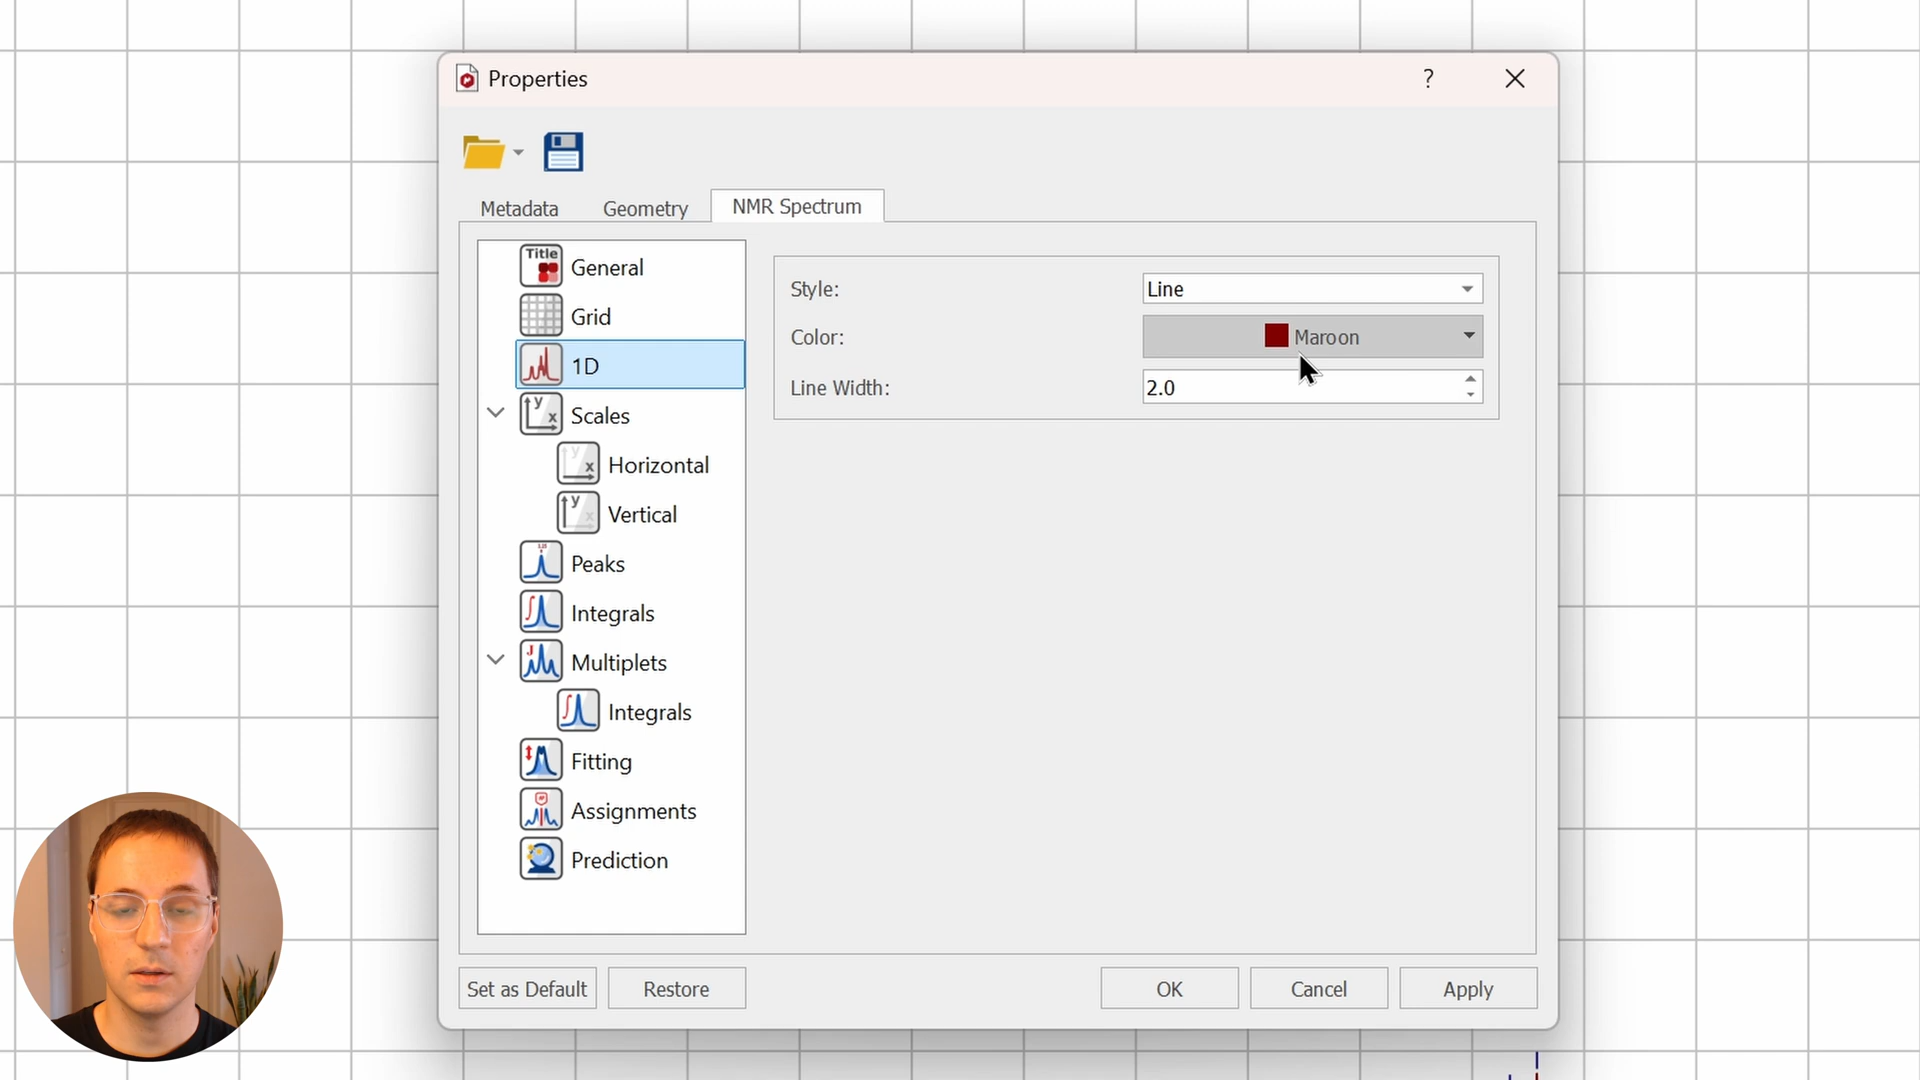 Properties
?
Metadata
Geometry
NMR Spectrum
Title
General
Grid
1D
y x
Scales
y x
Horizontal
y x
Vertical
Peaks
Integrals
J
Multiplets
Integrals
Fitting
Assignments
Prediction
Style:
Line
Color:
Maroon
Line Width:
2.0
Set as Default
Restore
OK
Cancel
Apply